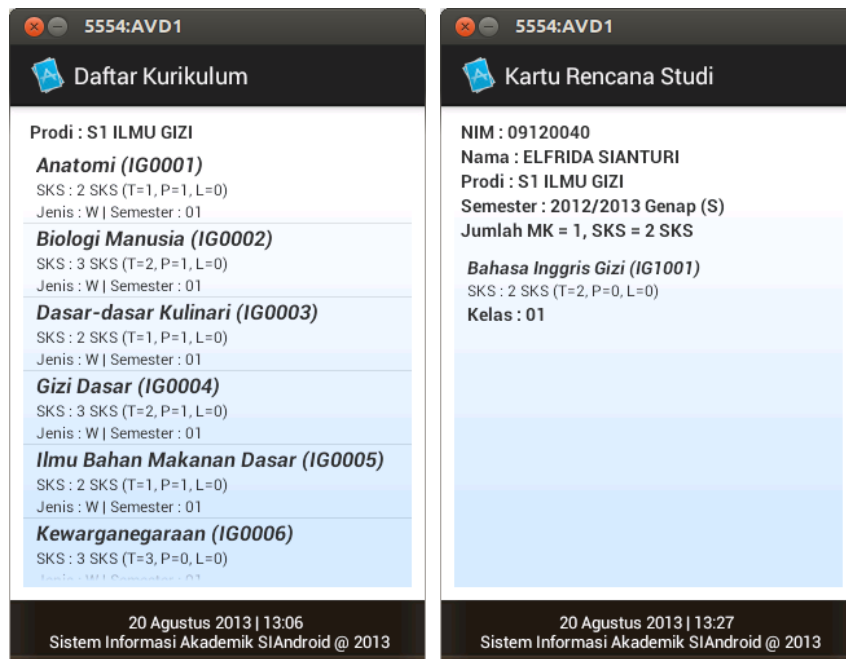 5554:AVD1
Daftar Kurikulum
Prodi : S1 ILMU GIZI
Anatomi (IG0001)
SKS : 2 SKS (T=1, P=1, L=0)
Jenis : W | Semester : 01
Biologi Manusia (IG0002)
SKS : 3 SKS (T=2, P=1, L=0)
Jenis : W | Semester : 01
Dasar-dasar Kulinari (IG0003)
SKS : 2 SKS (T=1, P=1, L=0)
Jenis : W | Semester : 01
Gizi Dasar (IG0004)
SKS : 3 SKS (T=2, P=1, L=0)
Jenis : W | Semester : 01
Ilmu Bahan Makanan Dasar (IG0005)
SKS : 2 SKS (T=1, P=1, L=0)
Jenis : W | Semester : 01
Kewarganegaraan (IG0006)
SKS : 3 SKS (T=3, P=0, L=0)
Jenis : W | Semester : 01
20 Agustus 2013 | 13:06
Sistem Informasi Akademik SIAndroid @ 2013
5554:AVD1
Kartu Rencana Studi
NIM : 09120040
Nama : ELFRIDA SIANTURI
Prodi : S1 ILMU GIZI
Semester : 2012/2013 Genap (S)
Jumlah MK = 1, SKS = 2 SKS
Bahasa Inggris Gizi (IG1001)
SKS : 2 SKS (T=2, P=0, L=0)
Kelas : 01
20 Agustus 2013 | 13:27
Sistem Informasi Akademik SIAndroid @ 2013